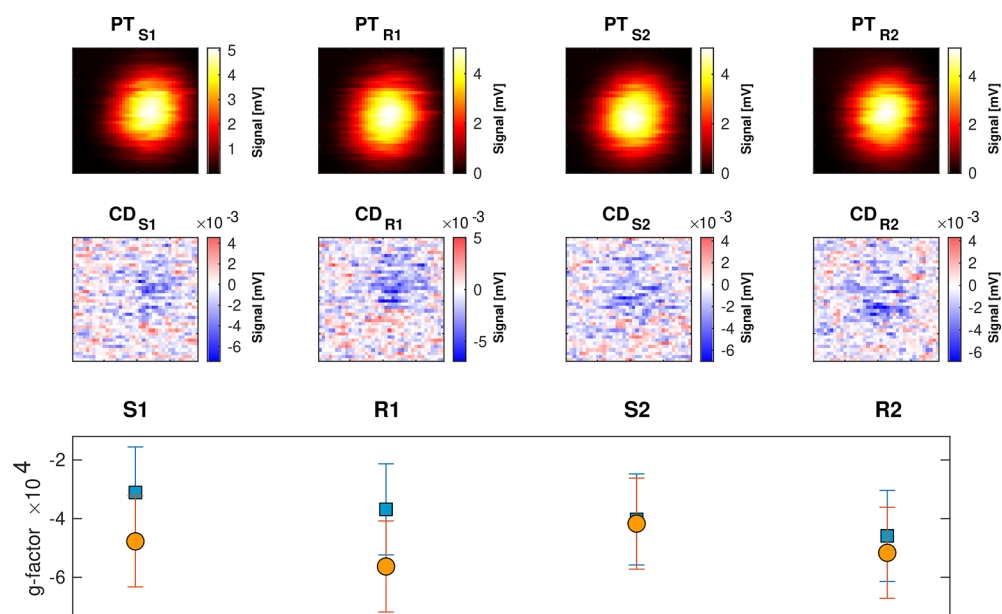 PT S1
PT R1
PT S2
PT R2
5
4
3
2
1
Signal [mV]
4
2
0
Signal [mV]
4
2
0
Signal [mV]
4
2
0
Signal [mV]
CD S1
×10 -3
CD R1
×10 -3
CD S2
×10 -3
CD R2
×10 -3
4
2
0
-2
-4
-6
Signal [mV]
5
0
-5
Signal [mV]
4
2
0
-2
-4
-6
Signal [mV]
4
2
0
-2
-4
-6
Signal [mV]
S1
R1
S2
R2
g-factor ×10 4
-2
-4
-6